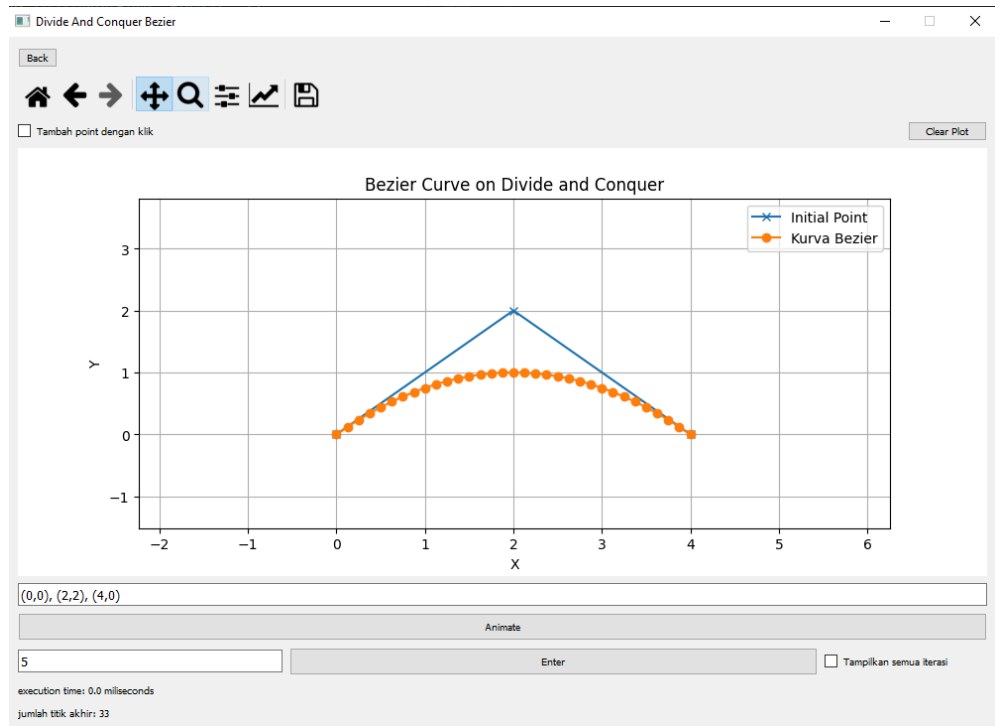 Divide And Conquer Bezier
Back
Tambah point dengan klik
Clear Plot
Bezier Curve on Divide and Conquer
Initial Point
Kurva Bezier
3
2
1
0
−1
Y
−2 −1 0 1 2 3 4 5 6
X
(0,0), (2,2), (4,0)
Animate
5
Enter
Tampilkan semua iterasi
execution time: 0.0 miliseconds
jumlah titik akhir: 33